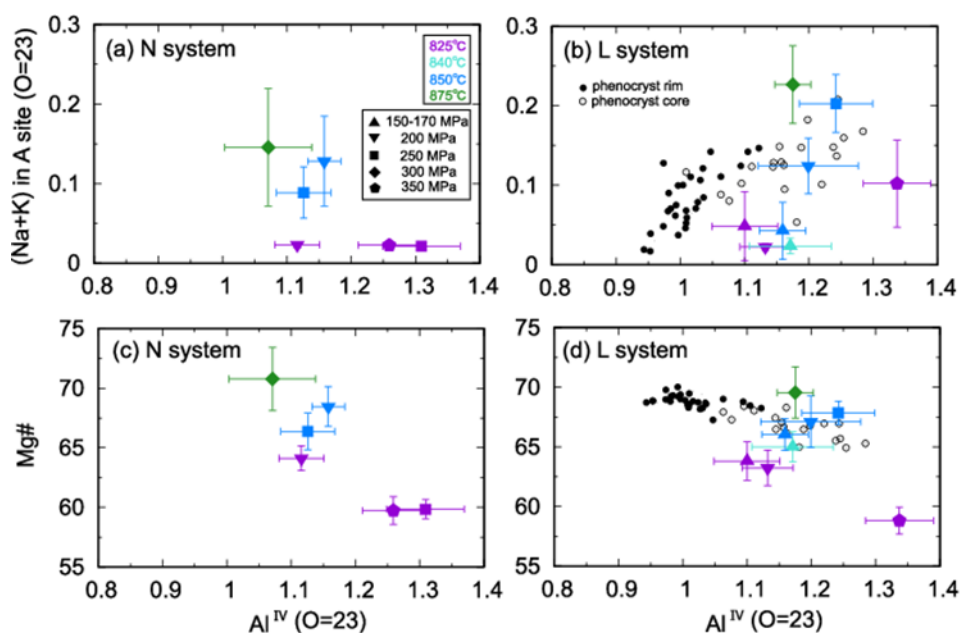 (a) N system
825°C
840°C
850°C
875°C
150-170 MPa
200 MPa
250 MPa
300 MPa
350 MPa
(Na+K) in A site (O=23)
0.3
0.2
0.1
0
0.8 0.9 1 1.1 1.2 1.3 1.4
(b) L system
phenocryst rim
phenocryst core
0.3
0.2
0.1
0
0.8 0.9 1 1.1 1.2 1.3 1.4
(c) N system
Mg#
75
70
65
60
55
0.8 0.9 1 1.1 1.2 1.3 1.4
Al IV (O=23)
(d) L system
75
70
65
60
55
0.8 0.9 1 1.1 1.2 1.3 1.4
Al IV (O=23)